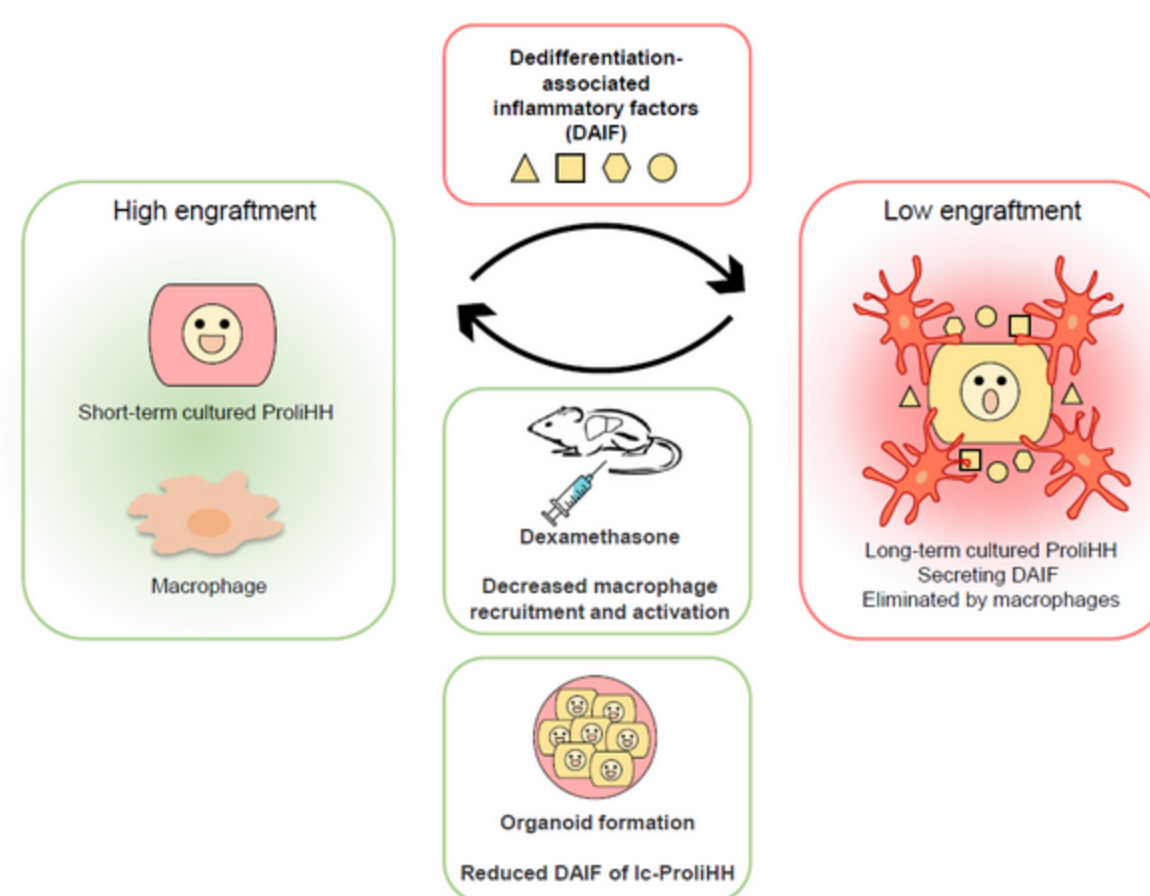 Dedifferentiation-
associated
inflammatory factors
(DAIF)
High engraftment
Short-term cultured ProliHH
Macrophage
Dexamethasone
Decreased macrophage
recruitment and activation
Organoid formation
Reduced DAIF of lc-ProliHH
Low engraftment
Long-term cultured ProliHH
Secreting DAIF
Eliminated by macrophages